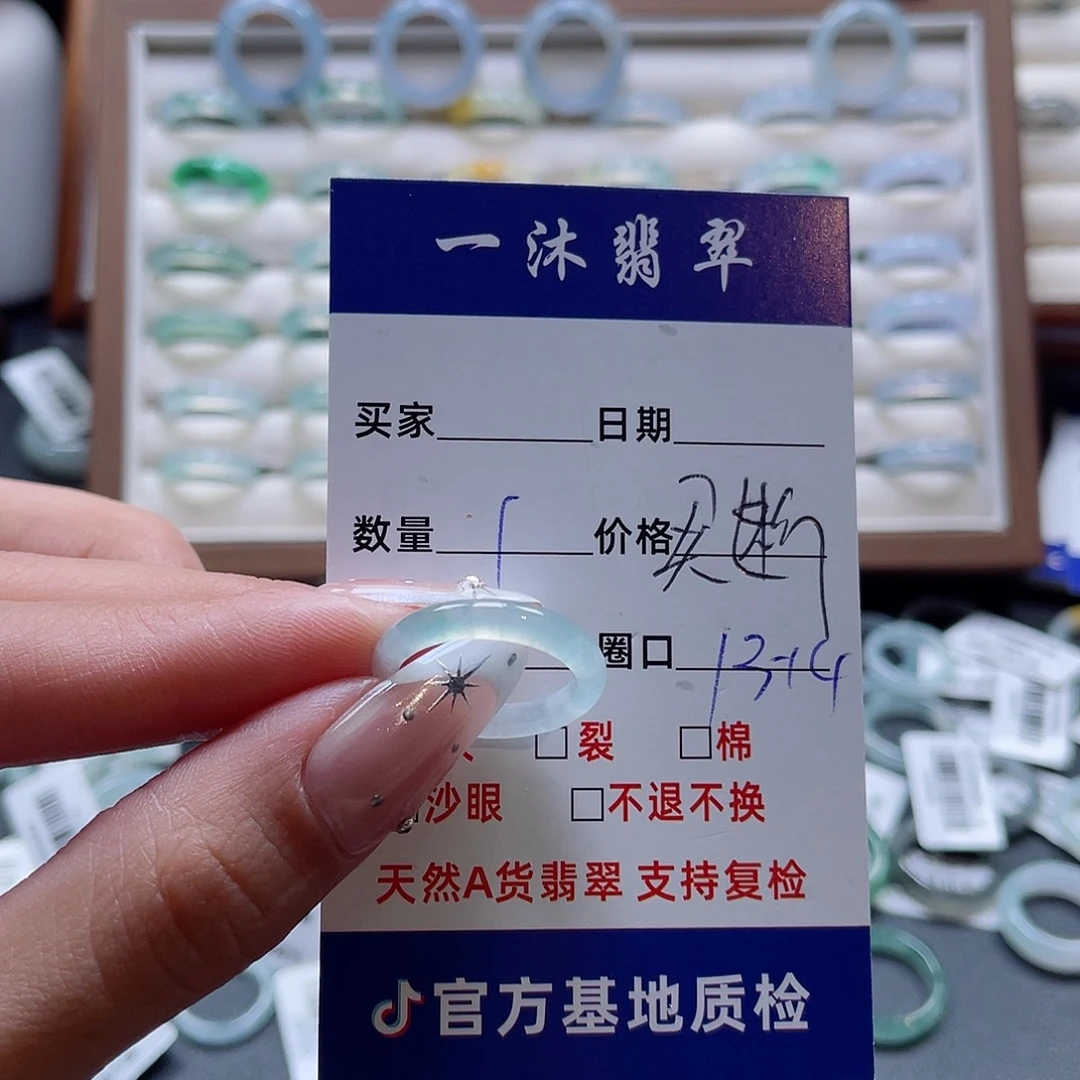 一沐翡翠
买家 日期
数量 1 价格 买断
圈口 13-14
裂 棉
沙眼 不退不换
天然A货翡翠 支持复检
官方基地质检